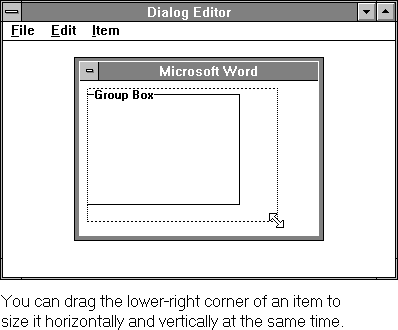 Dialog Editor
File Edit Item
Microsoft Word
Group Box
You can drag the lower-right corner of an item to
size it horizontally and vertically at the same time.